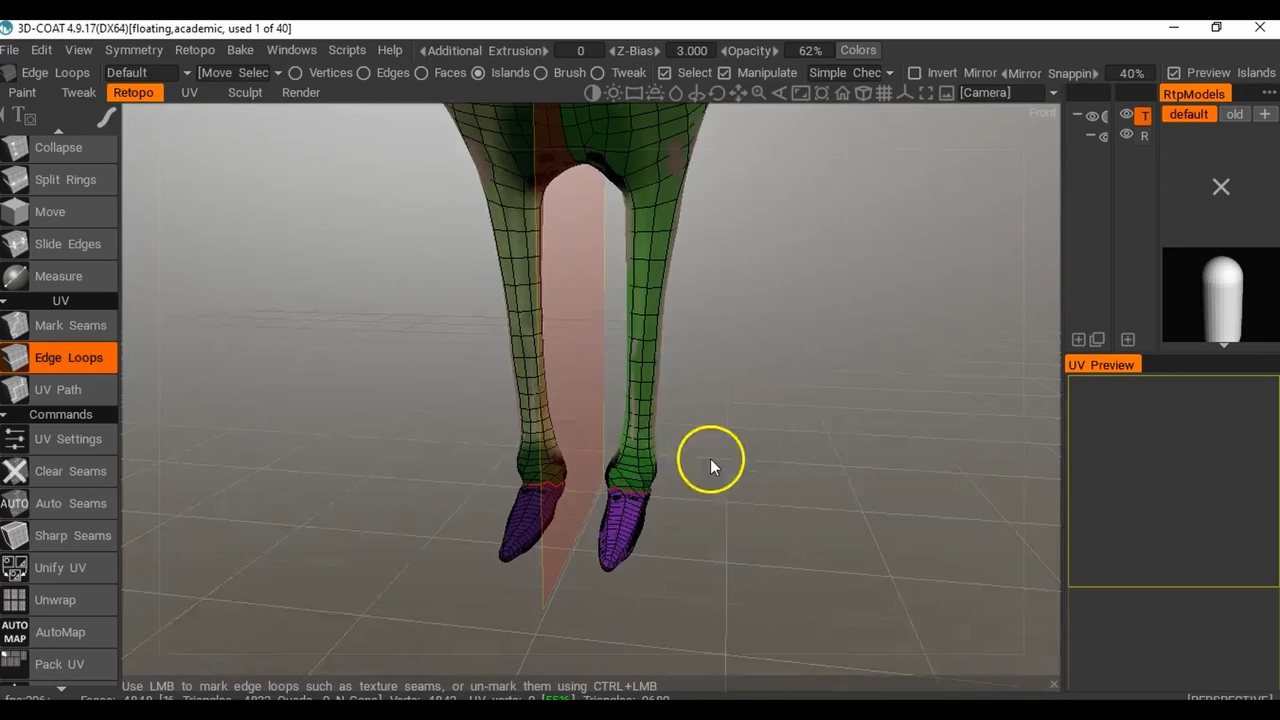 3D-COAT 4.9.17(DX64)[floating,academic, used 1 of 40]
File Edit View Symmetry Retopo Bake Windows Scripts Help Additional Extrusion 0 Z-Bias 3.000 Opacity 62% Colors
Edge Loops Default [Move Selec Vertices Edges Faces Islands Brush Tweak Select Manipulate Simple Chec Invert Mirror Mirror Snappin 40% Preview Islands
Paint Tweak Retopo UV Sculpt Render [Camera] RtpModels
default old +
Front
T
R
Collapse
Split Rings
Move
Slide Edges
Measure
UV
Mark Seams
Edge Loops
UV Path
Commands
UV Settings
Clear Seams
AUTO Auto Seams
Sharp Seams
Unify UV
Unwrap
AUTO MAP AutoMap
Pack UV
UV Preview
Use LMB to mark edge loops such as texture seams, or un-mark them using CTRL+LMB